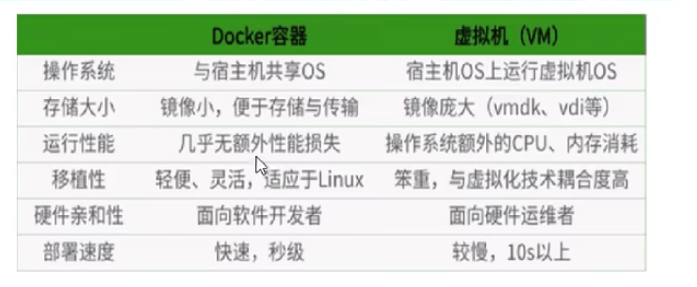 Docker容器 虚拟机（VM）
操作系统 与宿主机共享OS 宿主机OS上运行虚拟机OS
存储大小 镜像小，便于存储与传输 镜像庞大（vmdk、vdi等）
运行性能 几乎无额外性能损失 操作系统额外的CPU、内存消耗
移植性 轻便、灵活，适应于Linux 笨重，与虚拟化技术耦合度高
硬件亲和性 面向软件开发者 面向硬件运维者
部署速度 快速，秒级 较慢，10s以上